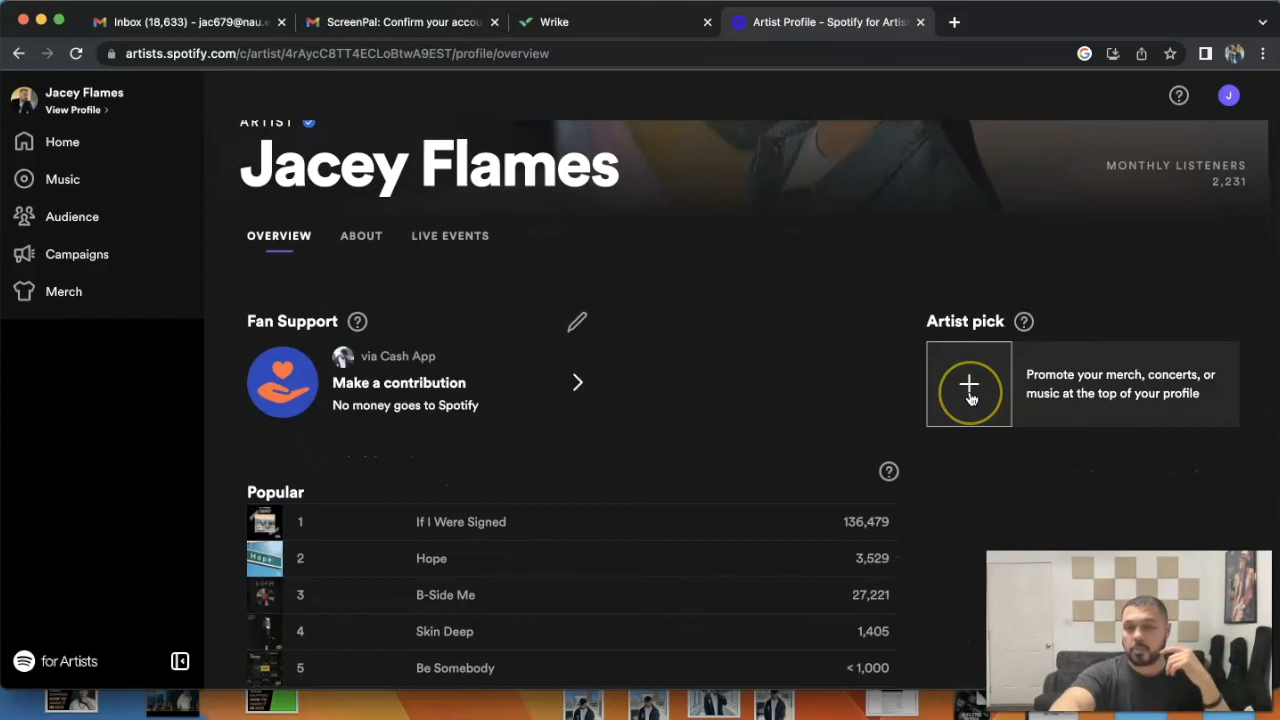 Inbox (18,633) - jac679@nau.e
ScreenPal: Confirm your accou
Wrike
Artist Profile - Spotify for Artis
artists.spotify.com/c/artist/4rAycC8TT4ECLoBtwA9EST/profile/overview
Jacey Flames
View Profile
Home
Music
Audience
Campaigns
Merch
for Artists
J
ARTIST
Jacey Flames
MONTHLY LISTENERS
2,231
OVERVIEW ABOUT LIVE EVENTS
Fan Support
via Cash App
Make a contribution
No money goes to Spotify
Artist pick
Promote your merch, concerts, or
music at the top of your profile
Popular
1 If I Were Signed 136,479
Hope
2 Hope 3,529
3 B-Side Me 27,221
4 Skin Deep 1,405
5 Be Somebody < 1,000